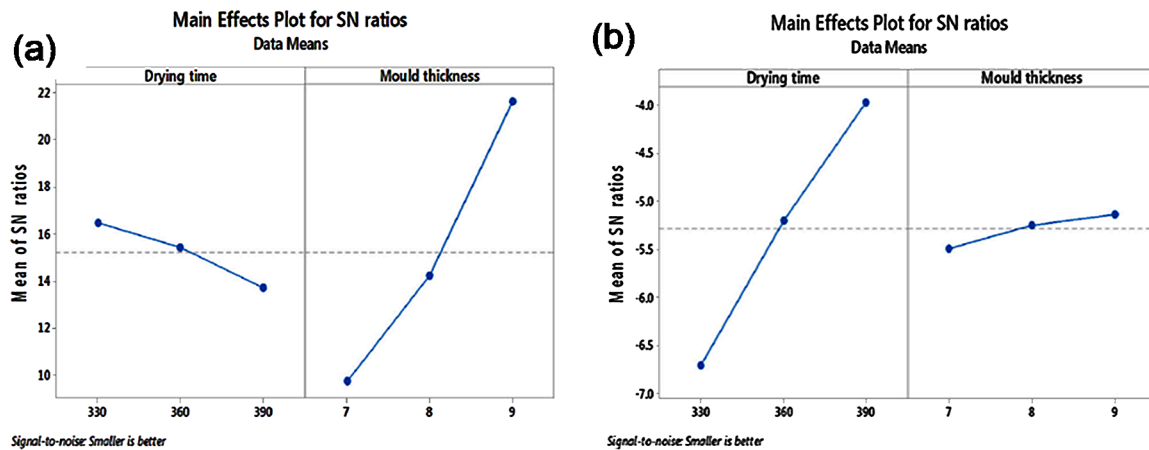 (a)
Main Effects Plot for SN ratios
Data Means
Drying time
Mould thickness
Mean of SN ratios
22
20
18
16
14
12
10
330
360
390
7
8
9
Signal-to-noise: Smaller is better
(b)
Main Effects Plot for SN ratios
Data Means
Drying time
Mould thickness
Mean of SN ratios
-4.0
-4.5
-5.0
-5.5
-6.0
-6.5
-7.0
330
360
390
7
8
9
Signal-to-noise: Smaller is better